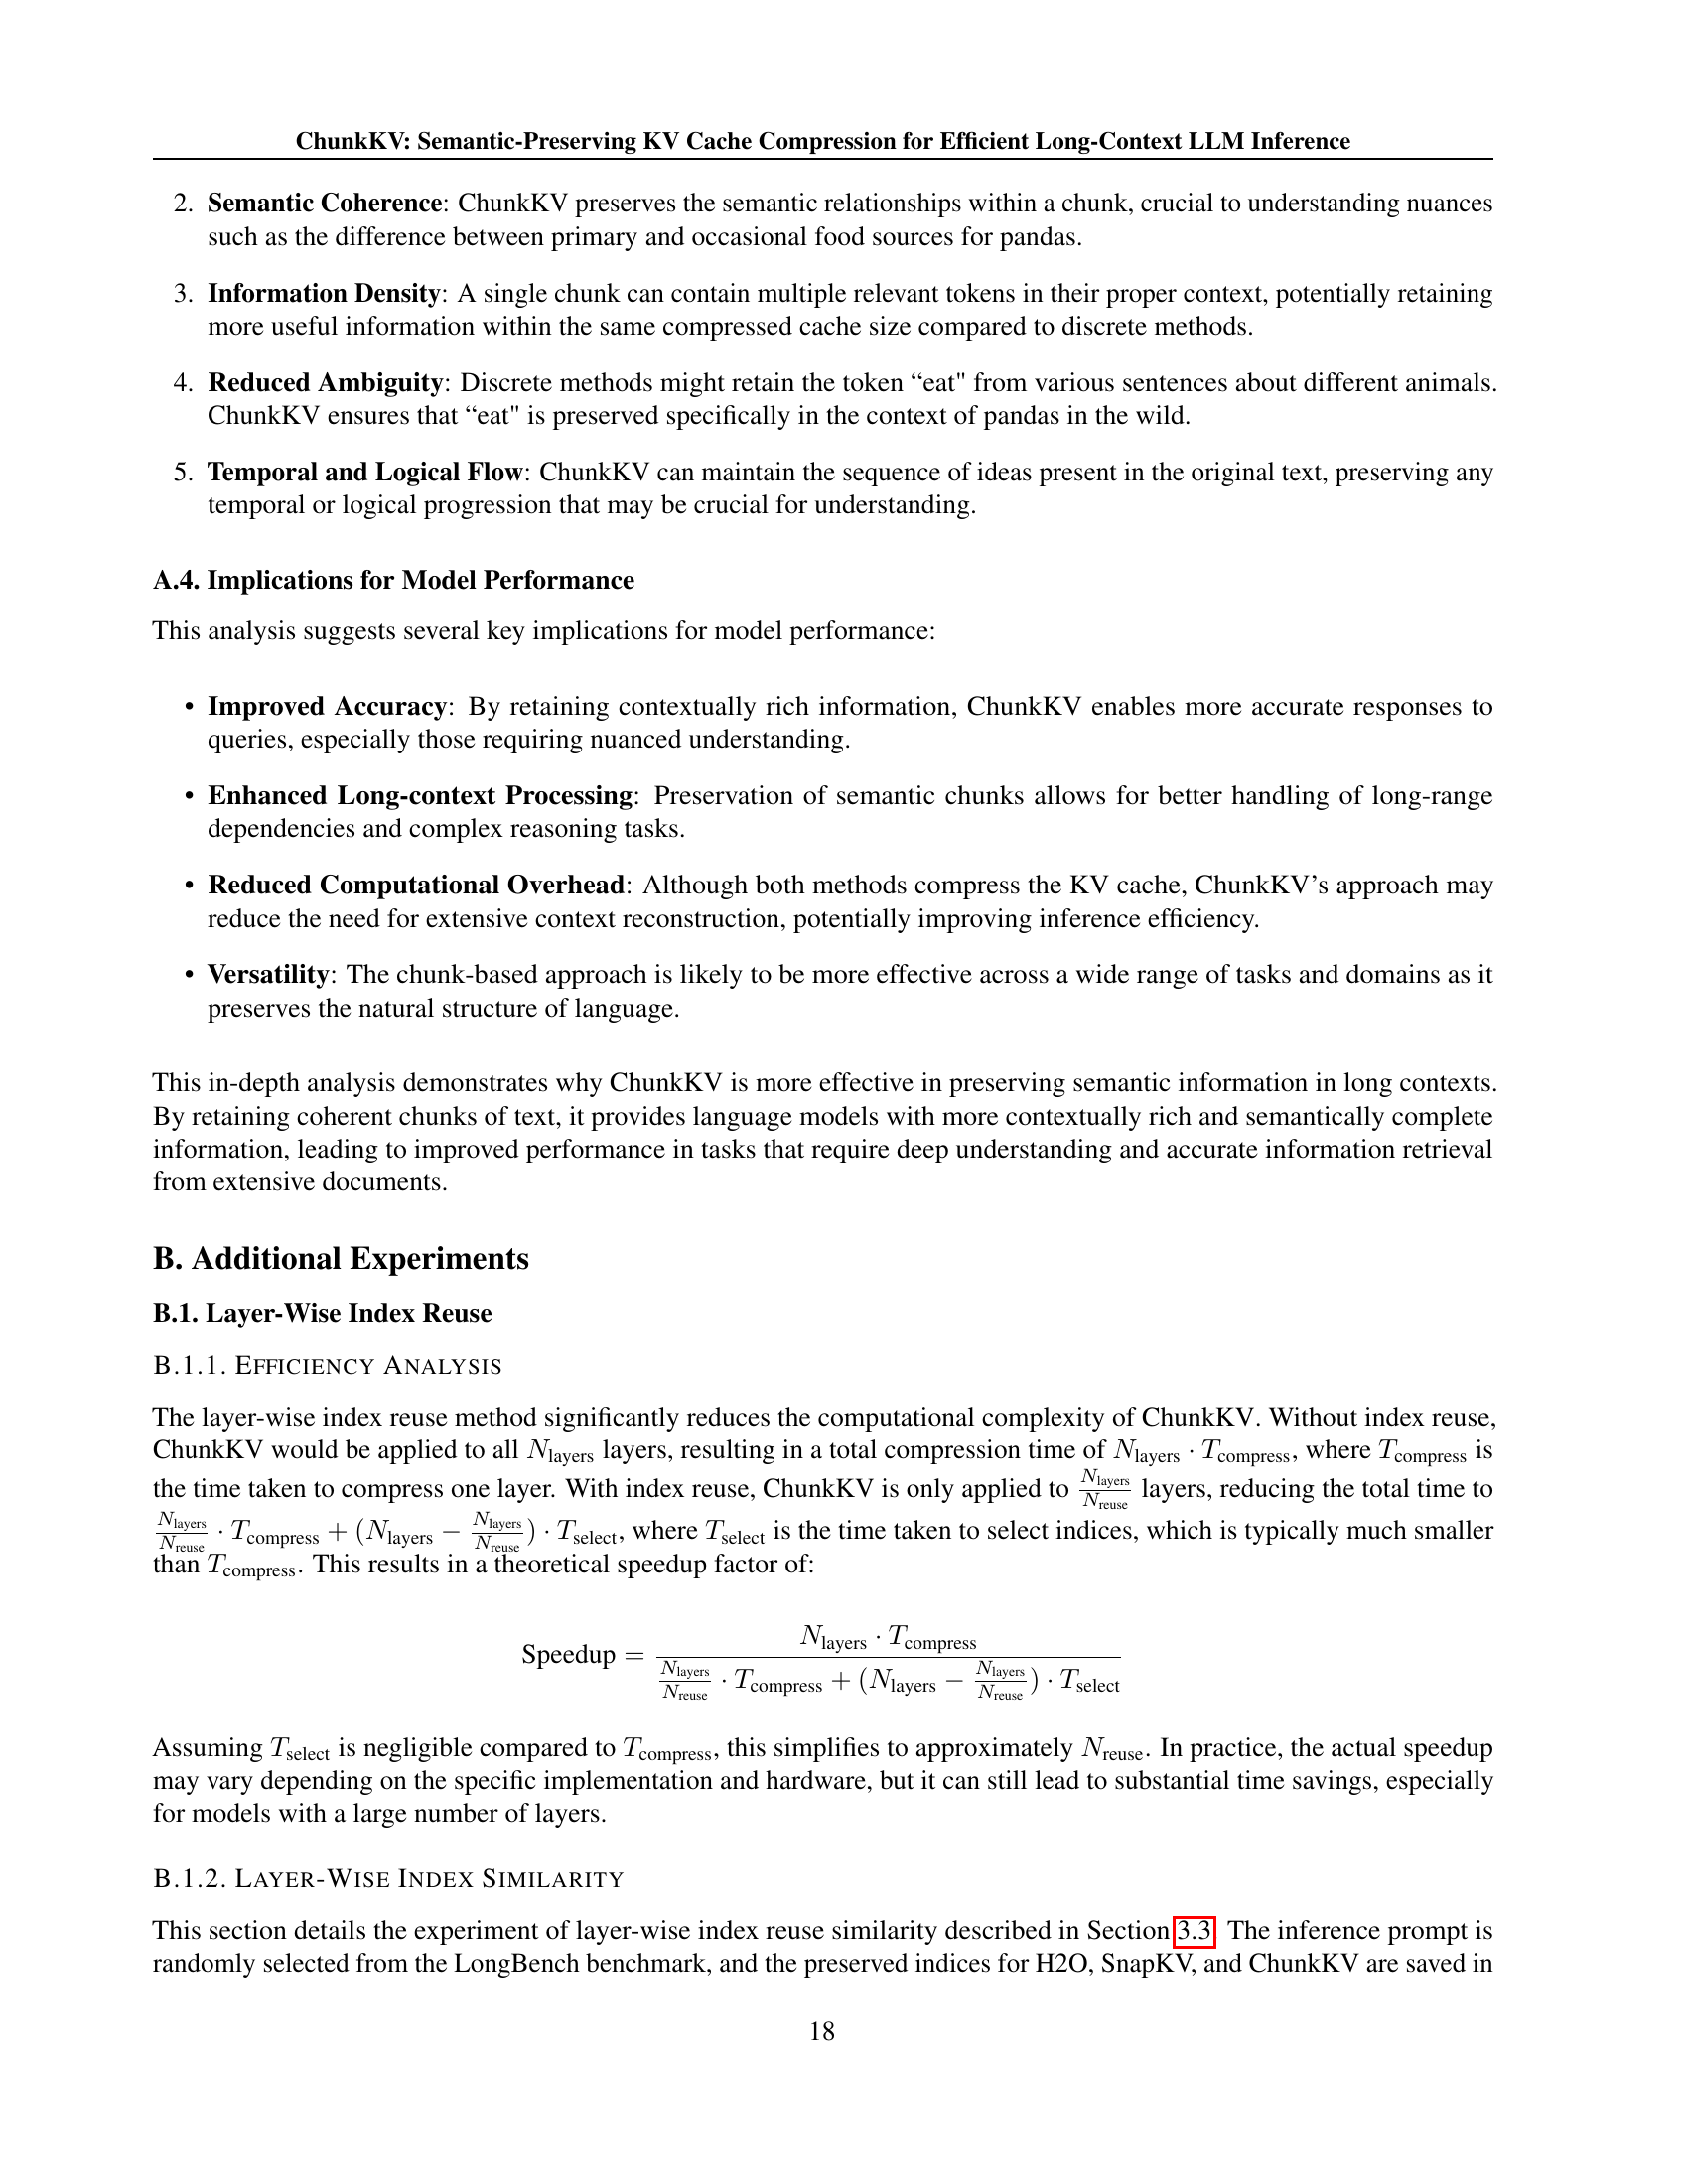 ChunkKV: Semantic-Preserving KV Cache Compression for Efficient Long-Context LLM Inference
2. Semantic Coherence: ChunkKV preserves the semantic relationships within a chunk, crucial to understanding nuances
such as the difference between primary and occasional food sources for pandas.
3. Information Density: A single chunk can contain multiple relevant tokens in their proper context, potentially retaining
more useful information within the same compressed cache size compared to discrete methods.
4. Reduced Ambiguity: Discrete methods might retain the token “eat" from various sentences about different animals.
ChunkKV ensures that “eat" is preserved specifically in the context of pandas in the wild.
5. Temporal and Logical Flow: ChunkKV can maintain the sequence of ideas present in the original text, preserving any
temporal or logical progression that may be crucial for understanding.
A.4. Implications for Model Performance
This analysis suggests several key implications for model performance:
• Improved Accuracy: By retaining contextually rich information, ChunkKV enables more accurate responses to
queries, especially those requiring nuanced understanding.
• Enhanced Long-context Processing: Preservation of semantic chunks allows for better handling of long-range
dependencies and complex reasoning tasks.
• Reduced Computational Overhead: Although both methods compress the KV cache, ChunkKV’s approach may
reduce the need for extensive context reconstruction, potentially improving inference efficiency.
• Versatility: The chunk-based approach is likely to be more effective across a wide range of tasks and domains as it
preserves the natural structure of language.
This in-depth analysis demonstrates why ChunkKV is more effective in preserving semantic information in long contexts.
By retaining coherent chunks of text, it provides language models with more contextually rich and semantically complete
information, leading to improved performance in tasks that require deep understanding and accurate information retrieval
from extensive documents.
B. Additional Experiments
B.1. Layer-Wise Index Reuse
B.1.1. EFFICIENCY ANALYSIS
The layer-wise index reuse method significantly reduces the computational complexity of ChunkKV. Without index reuse,
ChunkKV would be applied to all $N_{\text{layers}}$ layers, resulting in a total compression time of $N_{\text{layers}} \cdot T_{\text{compress}}$, where $T_{\text{compress}}$ is
the time taken to compress one layer. With index reuse, ChunkKV is only applied to $\frac{N_{\text{layers}}}{N_{\text{reuse}}}$ layers, reducing the total time to
$\frac{N_{\text{layers}}}{N_{\text{reuse}}} \cdot T_{\text{compress}} + (N_{\text{layers}} - \frac{N_{\text{layers}}}{N_{\text{reuse}}}) \cdot T_{\text{select}}$, where $T_{\text{select}}$ is the time taken to select indices, which is typically much smaller
than $T_{\text{compress}}$. This results in a theoretical speedup factor of:
$\text{Speedup} = \frac{N_{\text{layers}} \cdot T_{\text{compress}}}{\frac{N_{\text{layers}}}{N_{\text{reuse}}} \cdot T_{\text{compress}} + (N_{\text{layers}} - \frac{N_{\text{layers}}}{N_{\text{reuse}}}) \cdot T_{\text{select}}}$
Assuming $T_{\text{select}}$ is negligible compared to $T_{\text{compress}}$, this simplifies to approximately $N_{\text{reuse}}$. In practice, the actual speedup
may vary depending on the specific implementation and hardware, but it can still lead to substantial time savings, especially
for models with a large number of layers.
B.1.2. LAYER-WISE INDEX SIMILARITY
This section details the experiment of layer-wise index reuse similarity described in Section 3.3. The inference prompt is
randomly selected from the LongBench benchmark, and the preserved indices for H2O, SnapKV, and ChunkKV are saved in
18